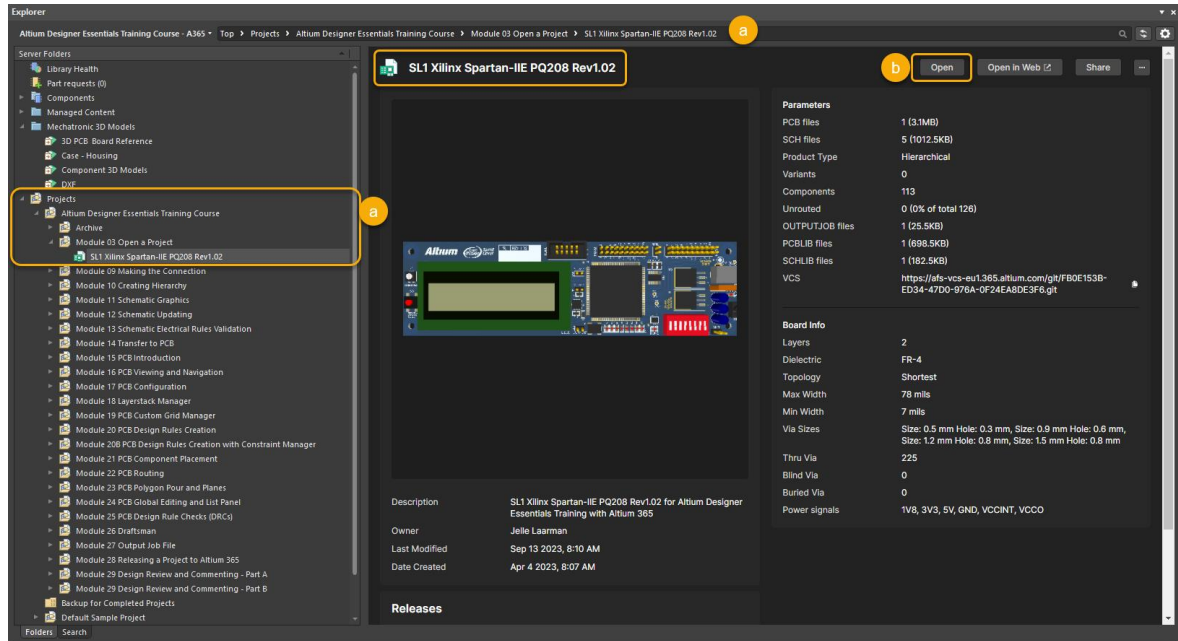 Explorer
Altium Designer Essentials Training Course - A365 Top Projects Altium Designer Essentials Training Course Module 03 Open a Project SL1 Xilinx Spartan-IIE PQ208 Rev1.02
a
Server Folders
Library Health
Part requests (0)
Components
Managed Content
Mechatronic 3D Models
3D PCB Board Reference
Case - Housing
Component 3D Models
DXF
Projects
Altium Designer Essentials Training Course
Archive
Module 03 Open a Project
SL1 Xilinx Spartan-IIE PQ208 Rev1.02
a
Module 09 Making the Connection
Module 10 Creating Hierarchy
Module 11 Schematic Graphics
Module 12 Schematic Updating
Module 13 Schematic Electrical Rules Validation
Module 14 Transfer to PCB
Module 15 PCB Introduction
Module 16 PCB Viewing and Navigation
Module 17 PCB Configuration
Module 18 Layerstack Manager
Module 19 PCB Custom Grid Manager
Module 20 PCB Design Rules Creation
Module 20B PCB Design Rules Creation with Constraint Manager
Module 21 PCB Component Placement
Module 22 PCB Routing
Module 23 PCB Polygon Pour and Planes
Module 24 PCB Global Editing and List Panel
Module 25 PCB Design Rule Checks (DRCs)
Module 26 Draftsman
Module 27 Output Job File
Module 28 Releasing a Project to Altium 365
Module 29 Design Review and Commenting - Part A
Module 29 Design Review and Commenting - Part B
Backup for Completed Projects
Default Sample Project
Folders Search
SL1 Xilinx Spartan-IIE PQ208 Rev1.02
b
Open Open in Web Share ...
Altium
Description SL1 Xilinx Spartan-IIE PQ208 Rev1.02 for Altium Designer
Essentials Training with Altium 365
Owner Jelle Laarman
Last Modified Sep 13 2023, 8:10 AM
Date Created Apr 4 2023, 8:07 AM
Releases
Parameters
PCB files 1 (3.1MB)
SCH files 5 (1012.5KB)
Product Type Hierarchical
Variants 0
Components 113
Unrouted 0 (0% of total 126)
OUTPUTJOB files 1 (25.5KB)
PCBLIB files 1 (698.5KB)
SCHLIB files 1 (182.5KB)
VCS https://afs-vcs-eu1.365.altium.com/git/FB0E153B-
ED34-47D0-976A-0F24EA8DE3F6.git
Board Info
Layers 2
Dielectric FR-4
Topology Shortest
Max Width 78 mils
Min Width 7 mils
Via Sizes Size: 0.5 mm Hole: 0.3 mm, Size: 0.9 mm Hole: 0.6 mm,
Size: 1.2 mm Hole: 0.8 mm, Size: 1.5 mm Hole: 0.8 mm
Thru Via 225
Blind Via 0
Buried Via 0
Power signals 1V8, 3V3, 5V, GND, VCCINT, VCCO